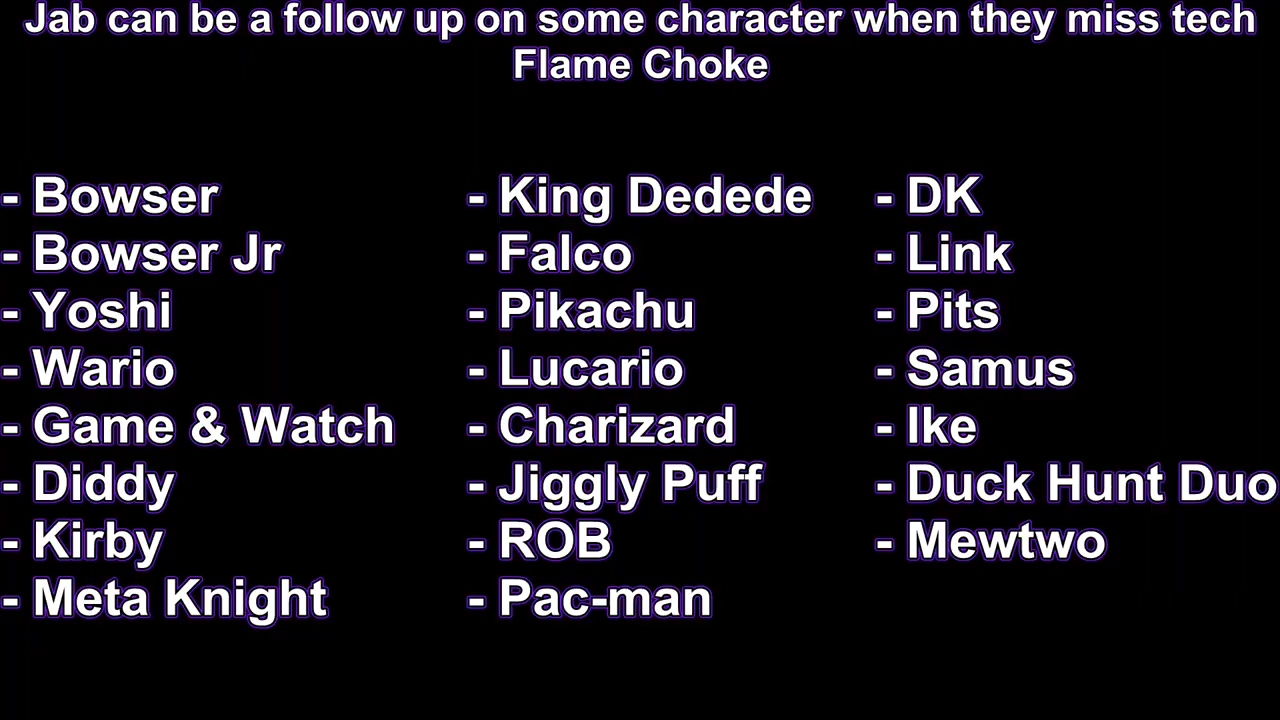 Jab can be a follow up on some character when they miss tech
Flame Choke
- Bowser
- Bowser Jr
- Yoshi
- Wario
- Game & Watch
- Diddy
- Kirby
- Meta Knight
- King Dedede
- Falco
- Pikachu
- Lucario
- Charizard
- Jiggly Puff
- ROB
- Pac-man
- DK
- Link
- Pits
- Samus
- Ike
- Duck Hunt Duo
- Mewtwo